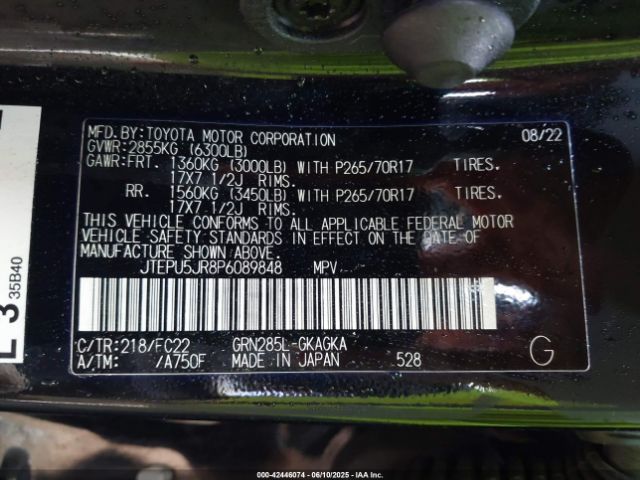 MFD.BY:TOYOTA MOTOR CORPORATION 08/22
GVWR:2855KG (6300LB)
GAWR:FRT. 1360KG (3000LB) WITH P265/70R17 TIRES.
17X7 1/2J RIMS.
RR. 1560KG (3450LB) WITH P265/70R17 TIRES.
17X7 1/2J RIMS.
THIS VEHICLE CONFORMS TO ALL APPLICABLE FEDERAL MOTOR
VEHICLE SAFETY STANDARDS IN EFFECT ON THE DATE OF
MANUFACTURE SHOWN ABOVE.
JTEPU5JR8P6089848 MPV
C/TR:218/FC22 GRN285L-GKAGKA
A/TM: /A750F MADE IN JAPAN 528 G
35B40
000-42446074 - 06/10/2025 - IAA Inc.